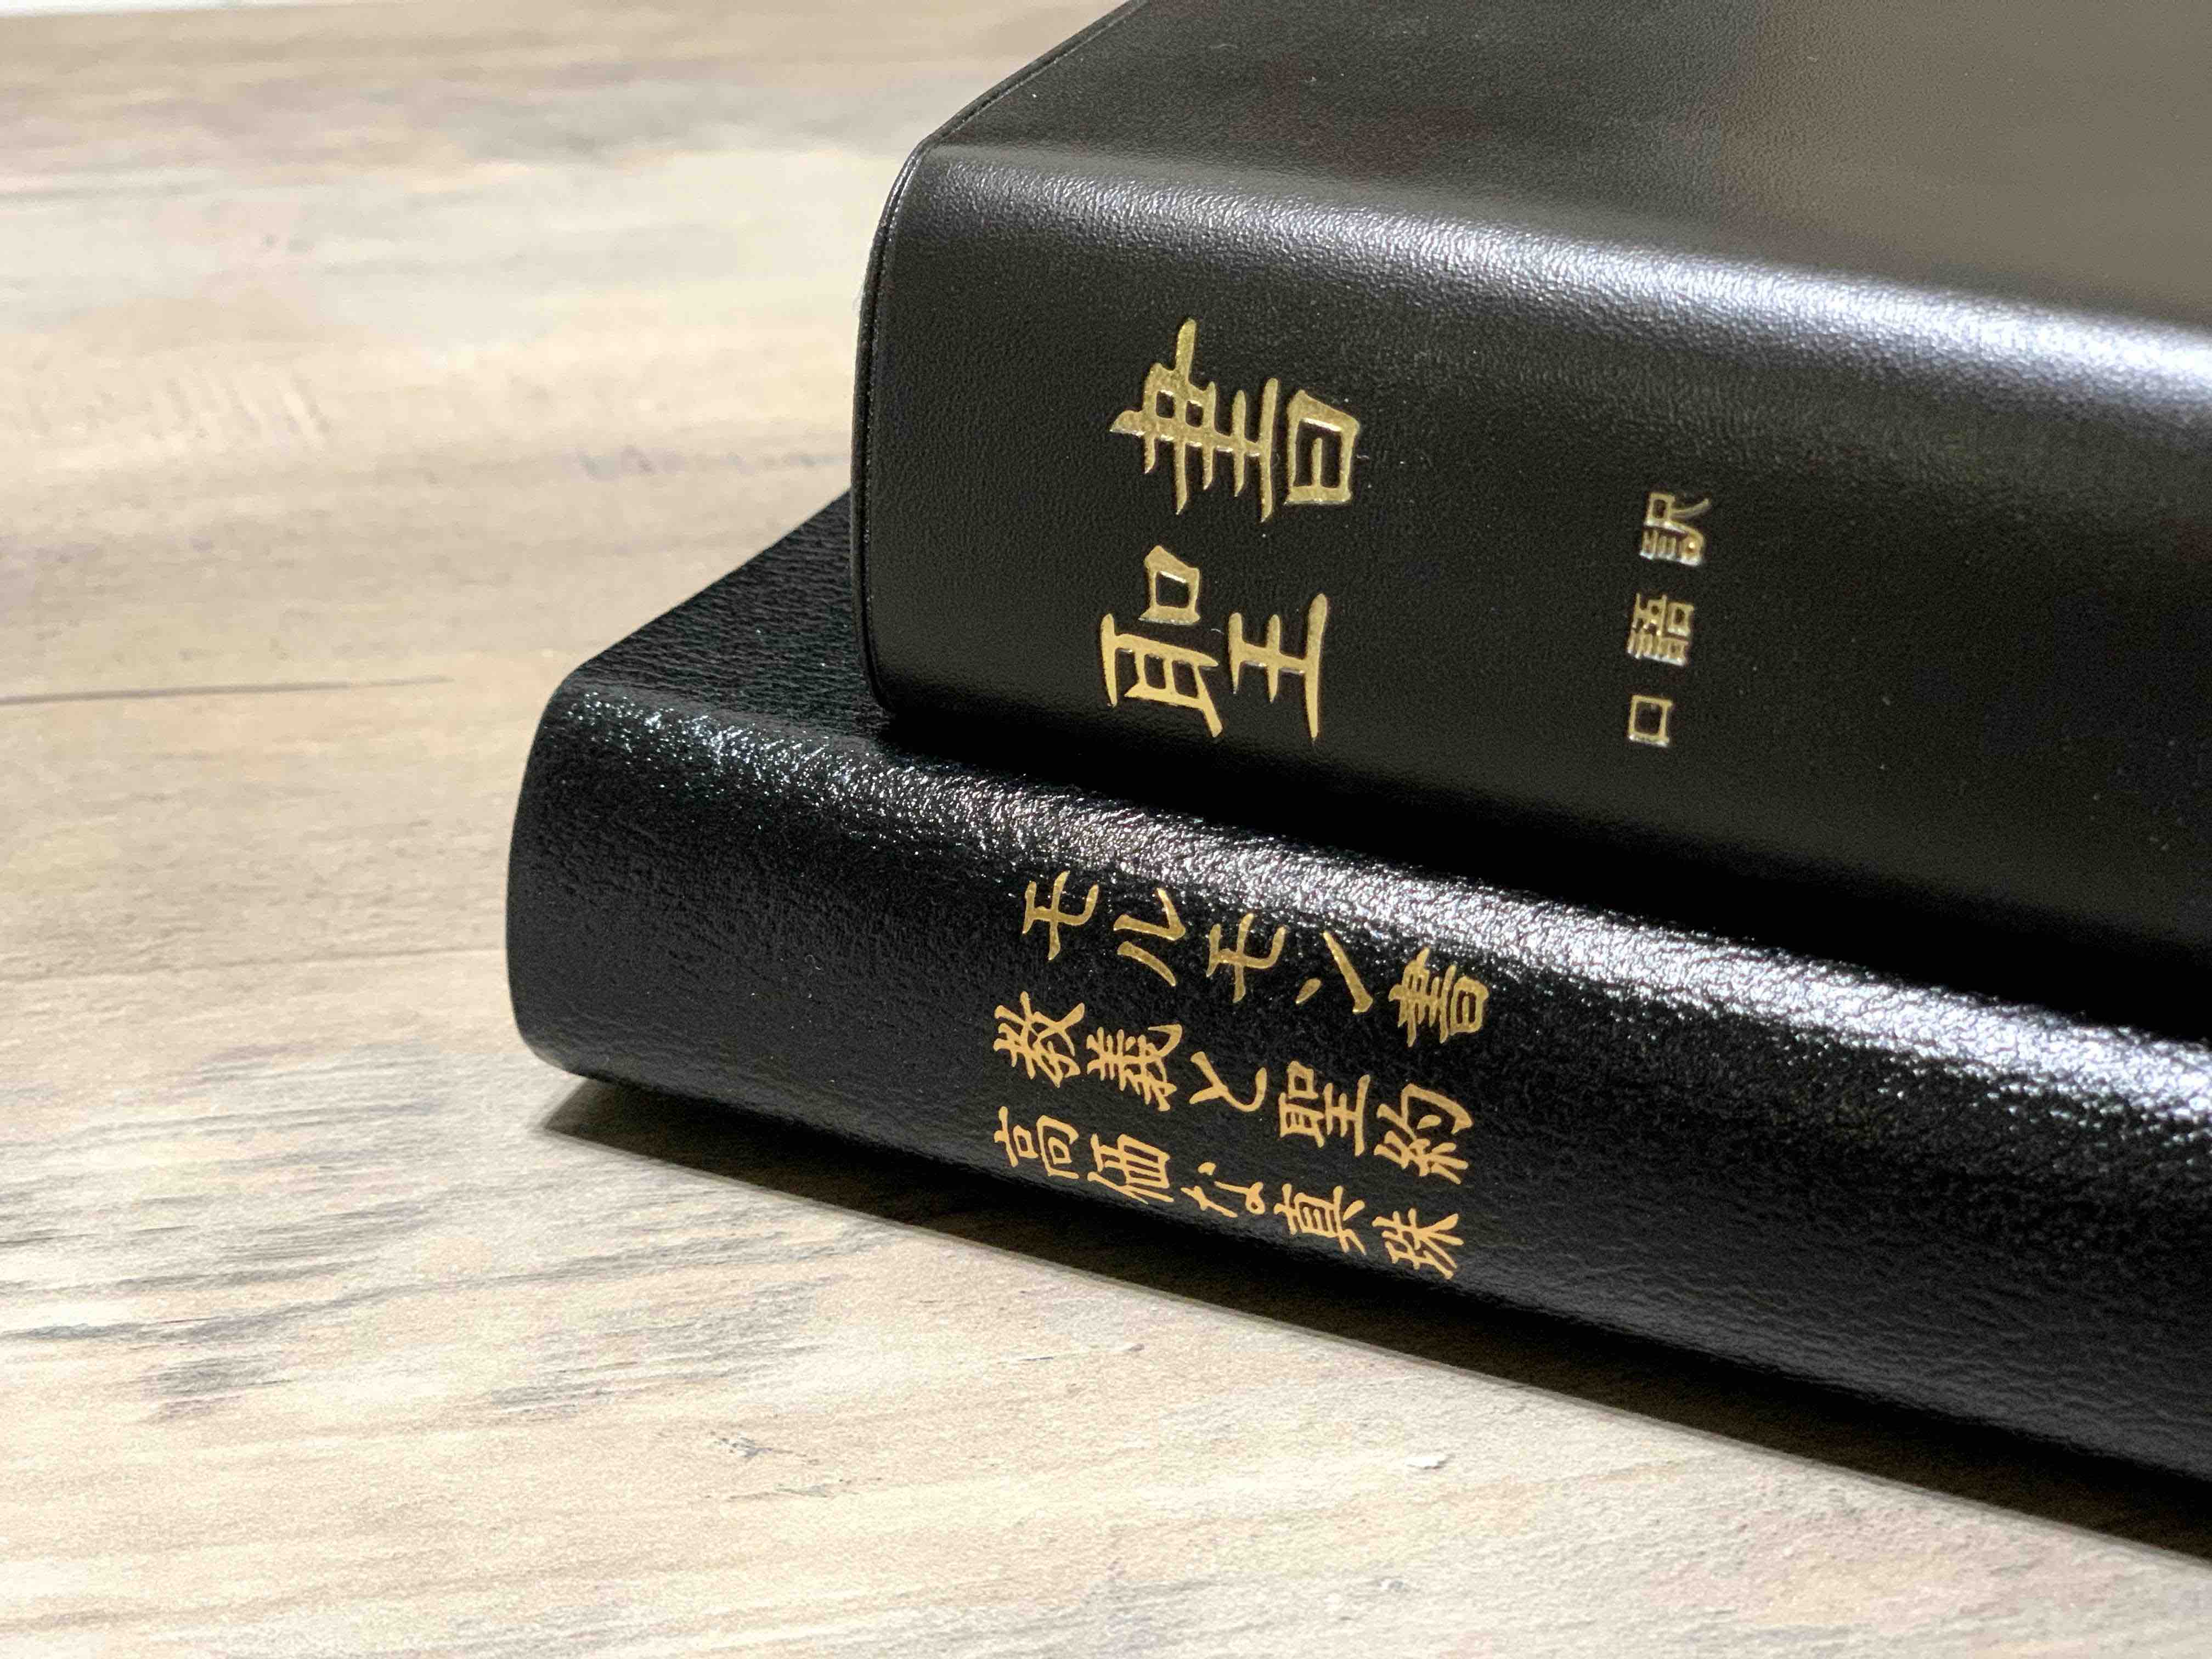 聖書
口語訳
モルモン書
教義と聖約
高価な真珠